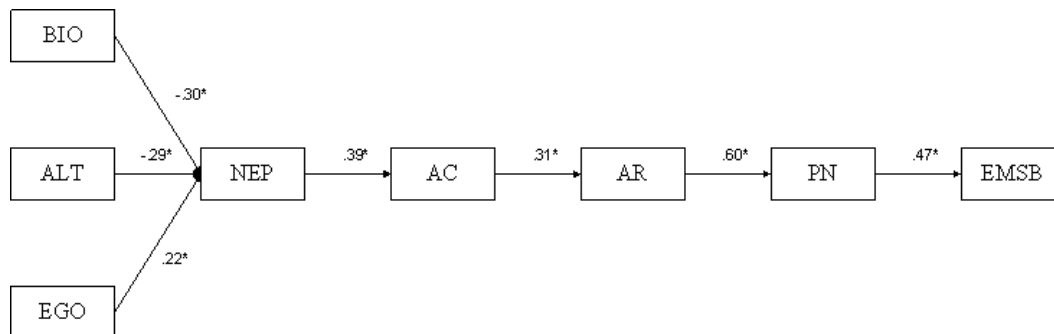 BIO
-.30*
ALT
-.29*
NEP
.39*
AC
.31*
AR
.60*
PN
.47*
EMSB
.22*
EGO